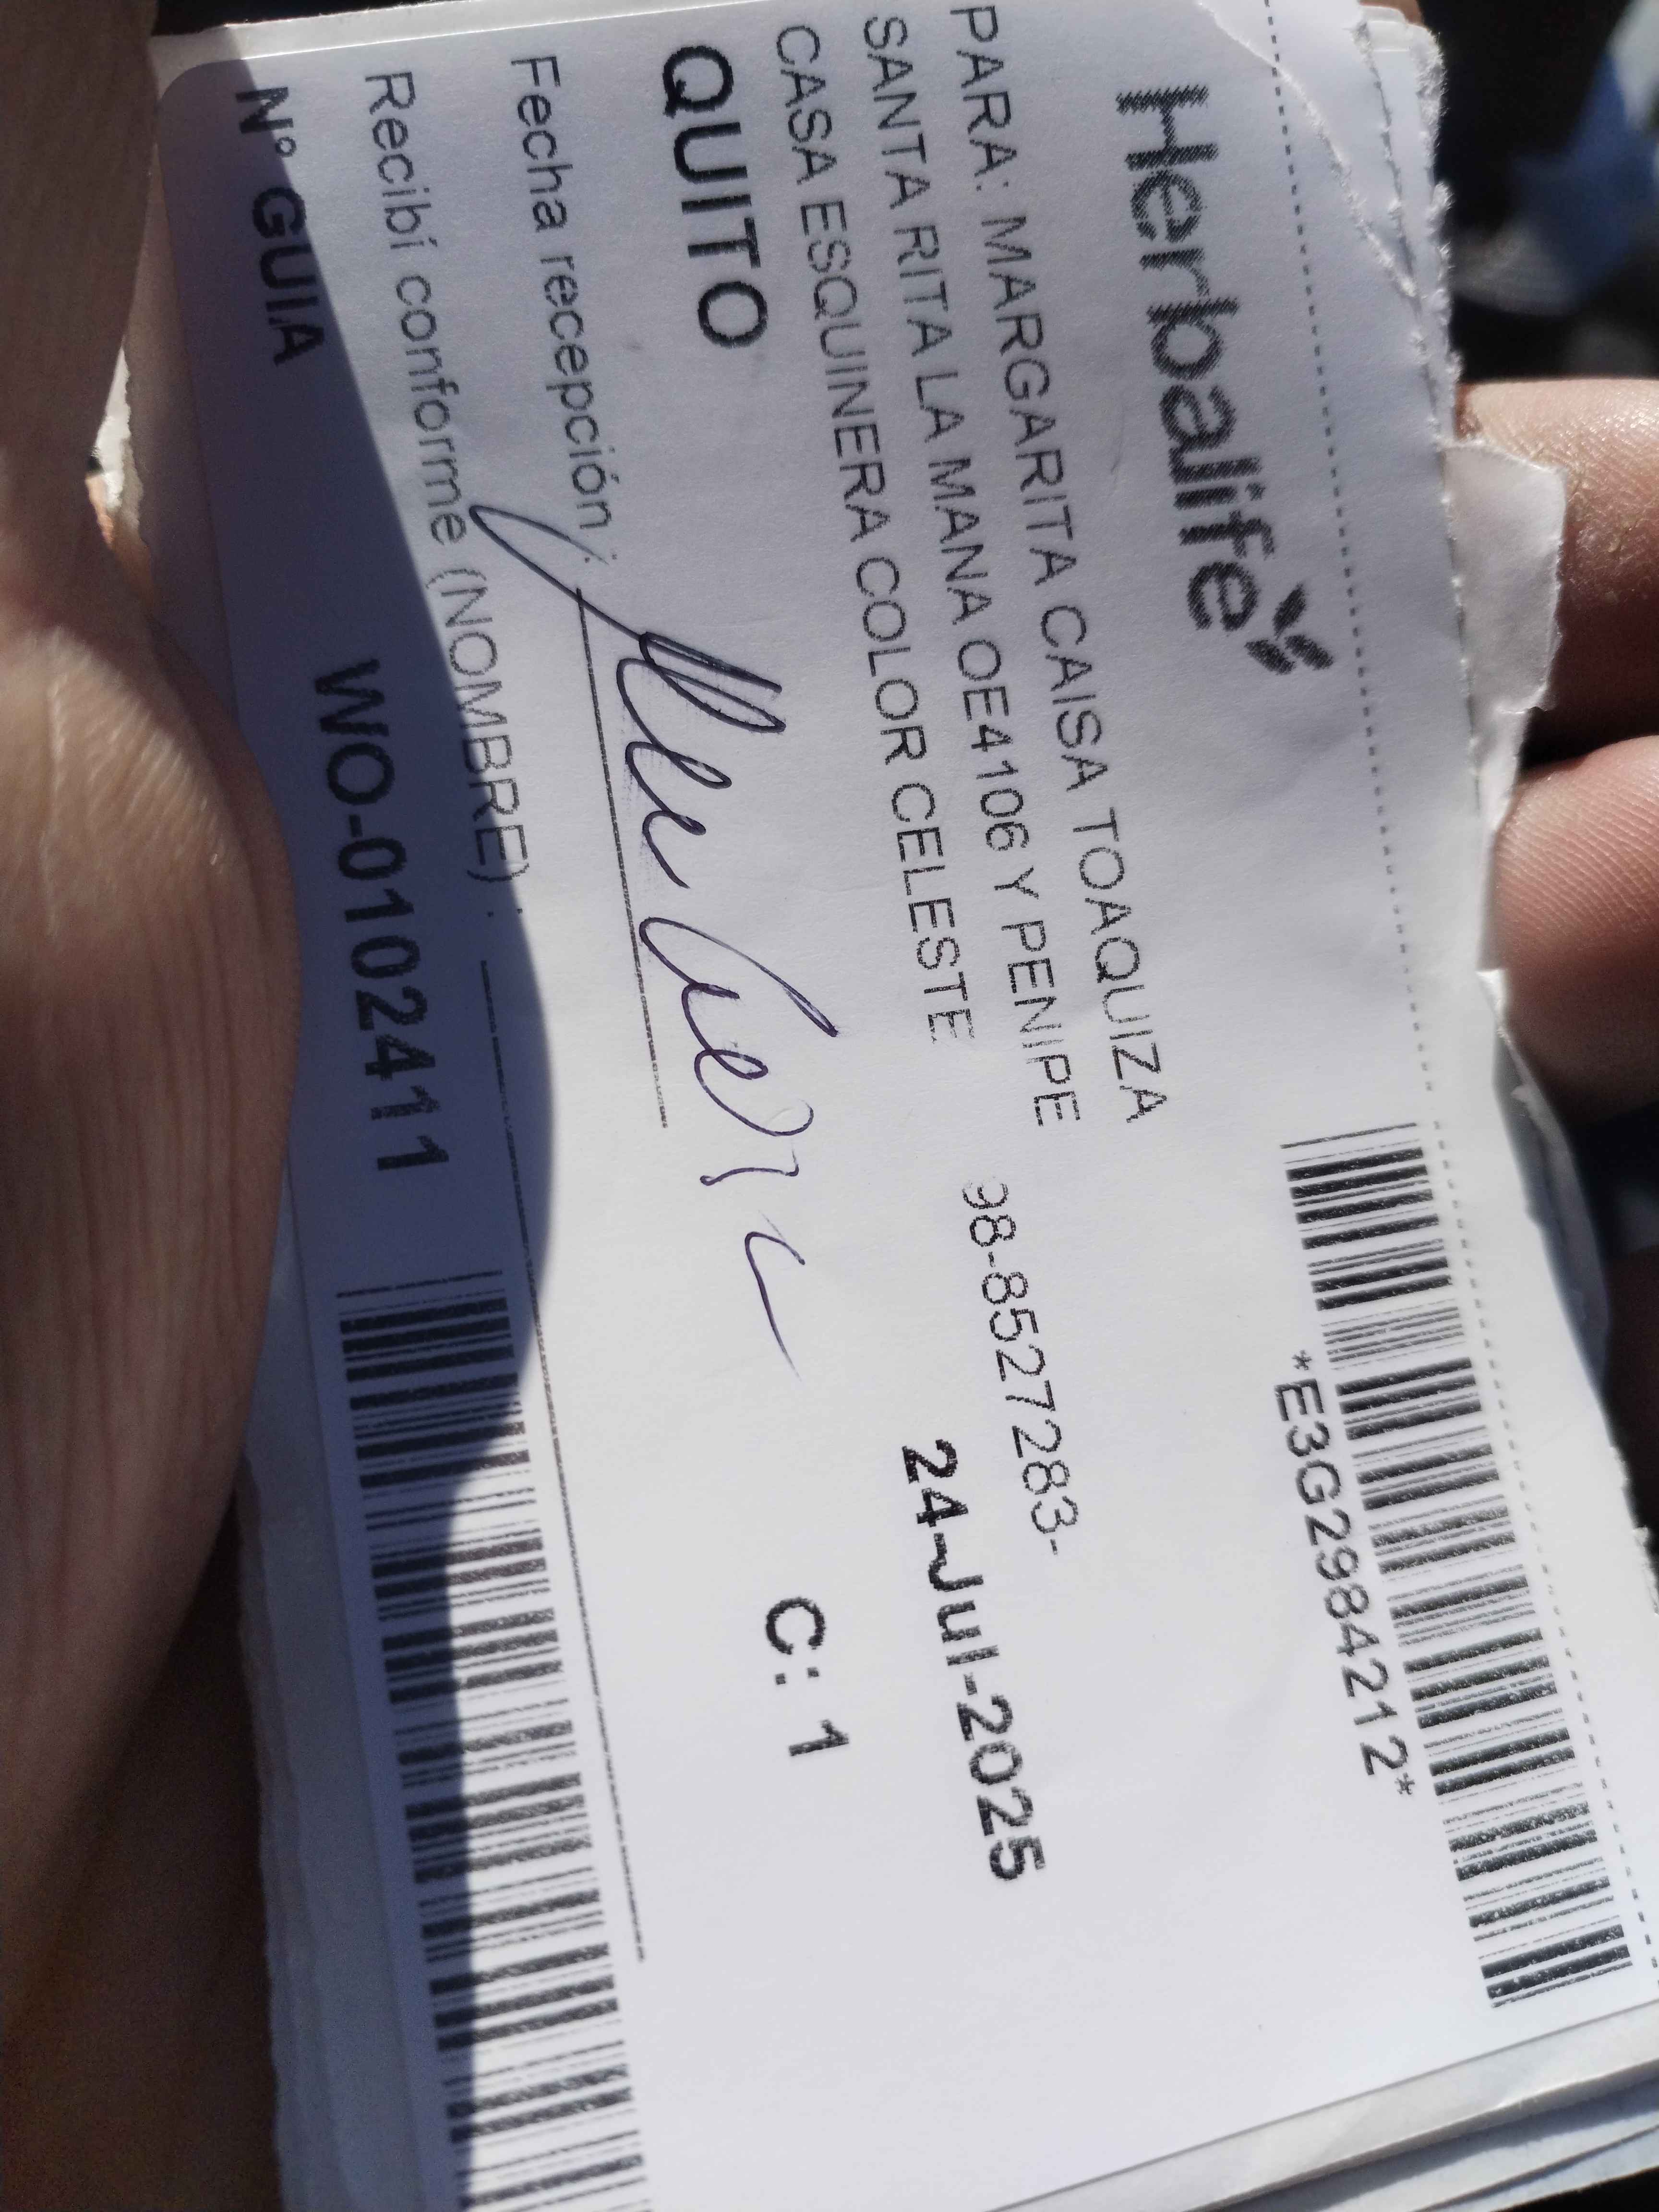 Herbalife
*E3G2984212*
PARA: MARGARITA CAISA TOAQUIZA
SANTA RITA LA MANA OE4106 Y PENIPE
98-8527283-
CASA ESQUINERA COLOR CELESTE
24-Jul-2025
QUITO
C: 1
Fecha recepción :
Recibí conforme (NOMBRE) :
Nº GUIA WO-0102411